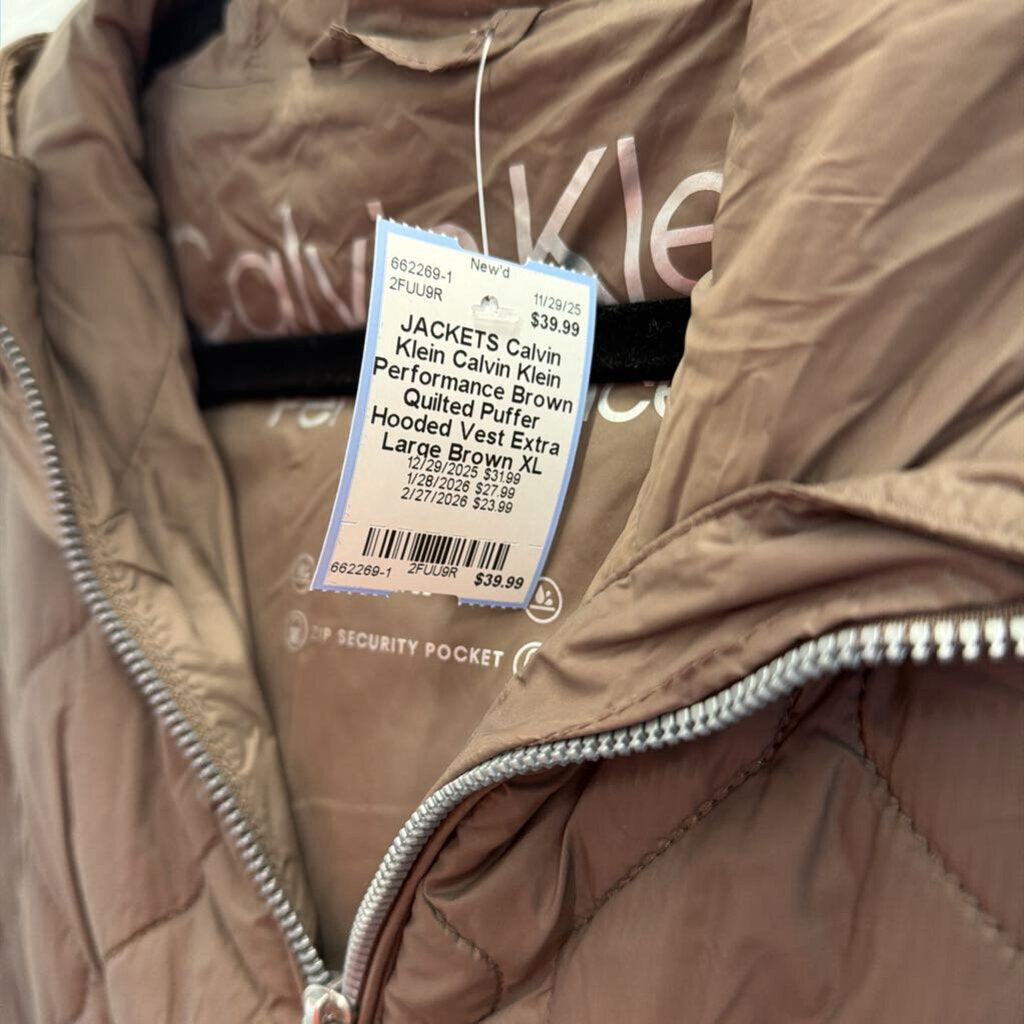 Calvin Kle
662269-1
New'd
2FUU9R
11/29/25
$39.99
JACKETS Calvin
Klein Calvin Klein
Performance Brown
Quilted Puffer
Hooded Vest Extra
Large Brown XL
12/29/2025 $31.99
1/28/2026 $27.99
2/27/2026 $23.99
662269-1 2FUU9R $39.99
ZIP SECURITY POCKET